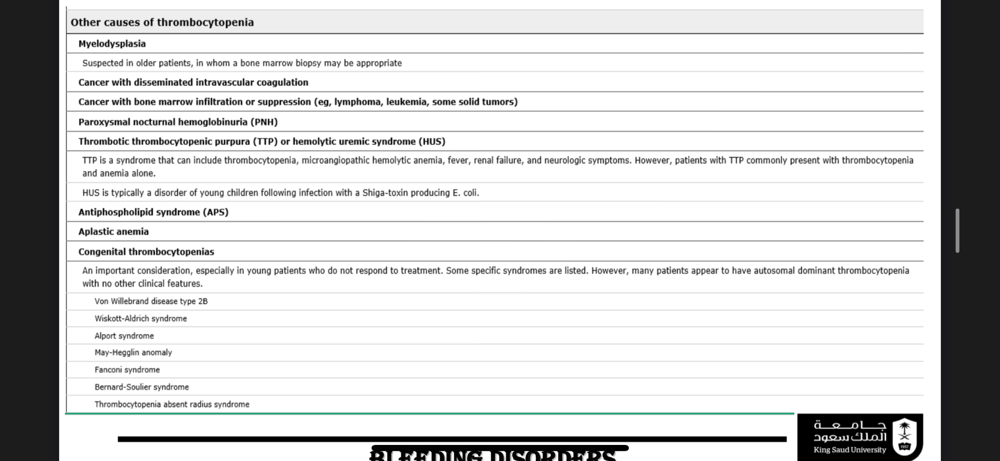 Other causes of thrombocytopenia
Myelodysplasia
Suspected in older patients, in whom a bone marrow biopsy may be appropriate
Cancer with disseminated intravascular coagulation
Cancer with bone marrow infiltration or suppression (eg, lymphoma, leukemia, some solid tumors)
Paroxysmal nocturnal hemoglobinuria (PNH)
Thrombotic thrombocytopenic purpura (TTP) or hemolytic uremic syndrome (HUS)
TTP is a syndrome that can include thrombocytopenia, microangiopathic hemolytic anemia, fever, renal failure, and neurologic symptoms. However, patients with TTP commonly present with thrombocytopenia
and anemia alone.
HUS is typically a disorder of young children following infection with a Shiga-toxin producing E. coli.
Antiphospholipid syndrome (APS)
Aplastic anemia
Congenital thrombocytopenias
An important consideration, especially in young patients who do not respond to treatment. Some specific syndromes are listed. However, many patients appear to have autosomal dominant thrombocytopenia
with no other clinical features.
Von Willebrand disease type 2B
Wiskott-Aldrich syndrome
Alport syndrome
May-Hegglin anomaly
Fanconi syndrome
Bernard-Soulier syndrome
Thrombocytopenia absent radius syndrome
جامعة
الملك سعود
King Saud University
1957
BLEEDING DISORDERS